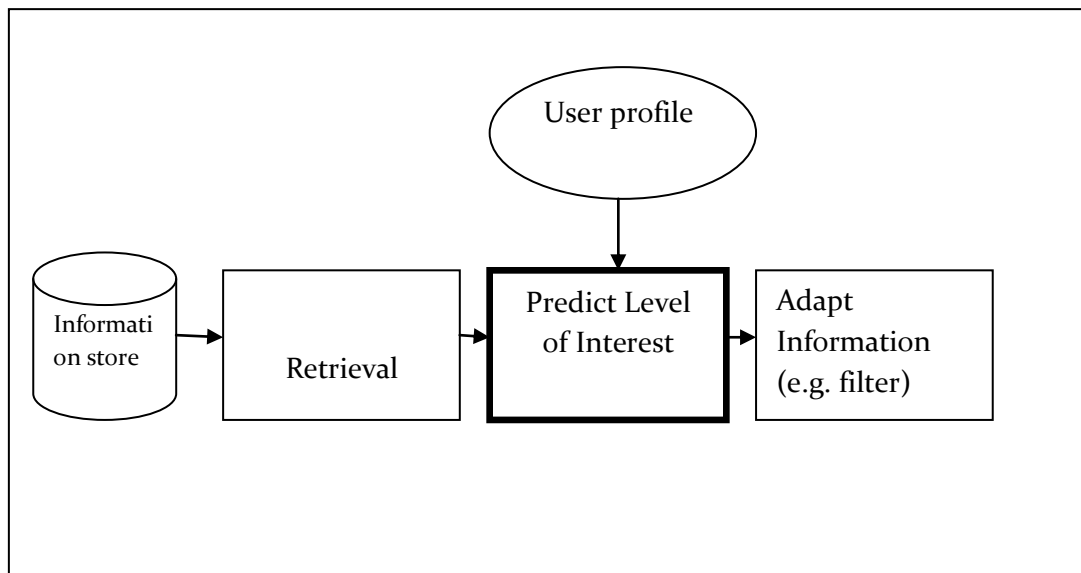 User profile
Informati
on store
Retrieval
Predict Level
of Interest
Adapt
Information
(e.g. filter)